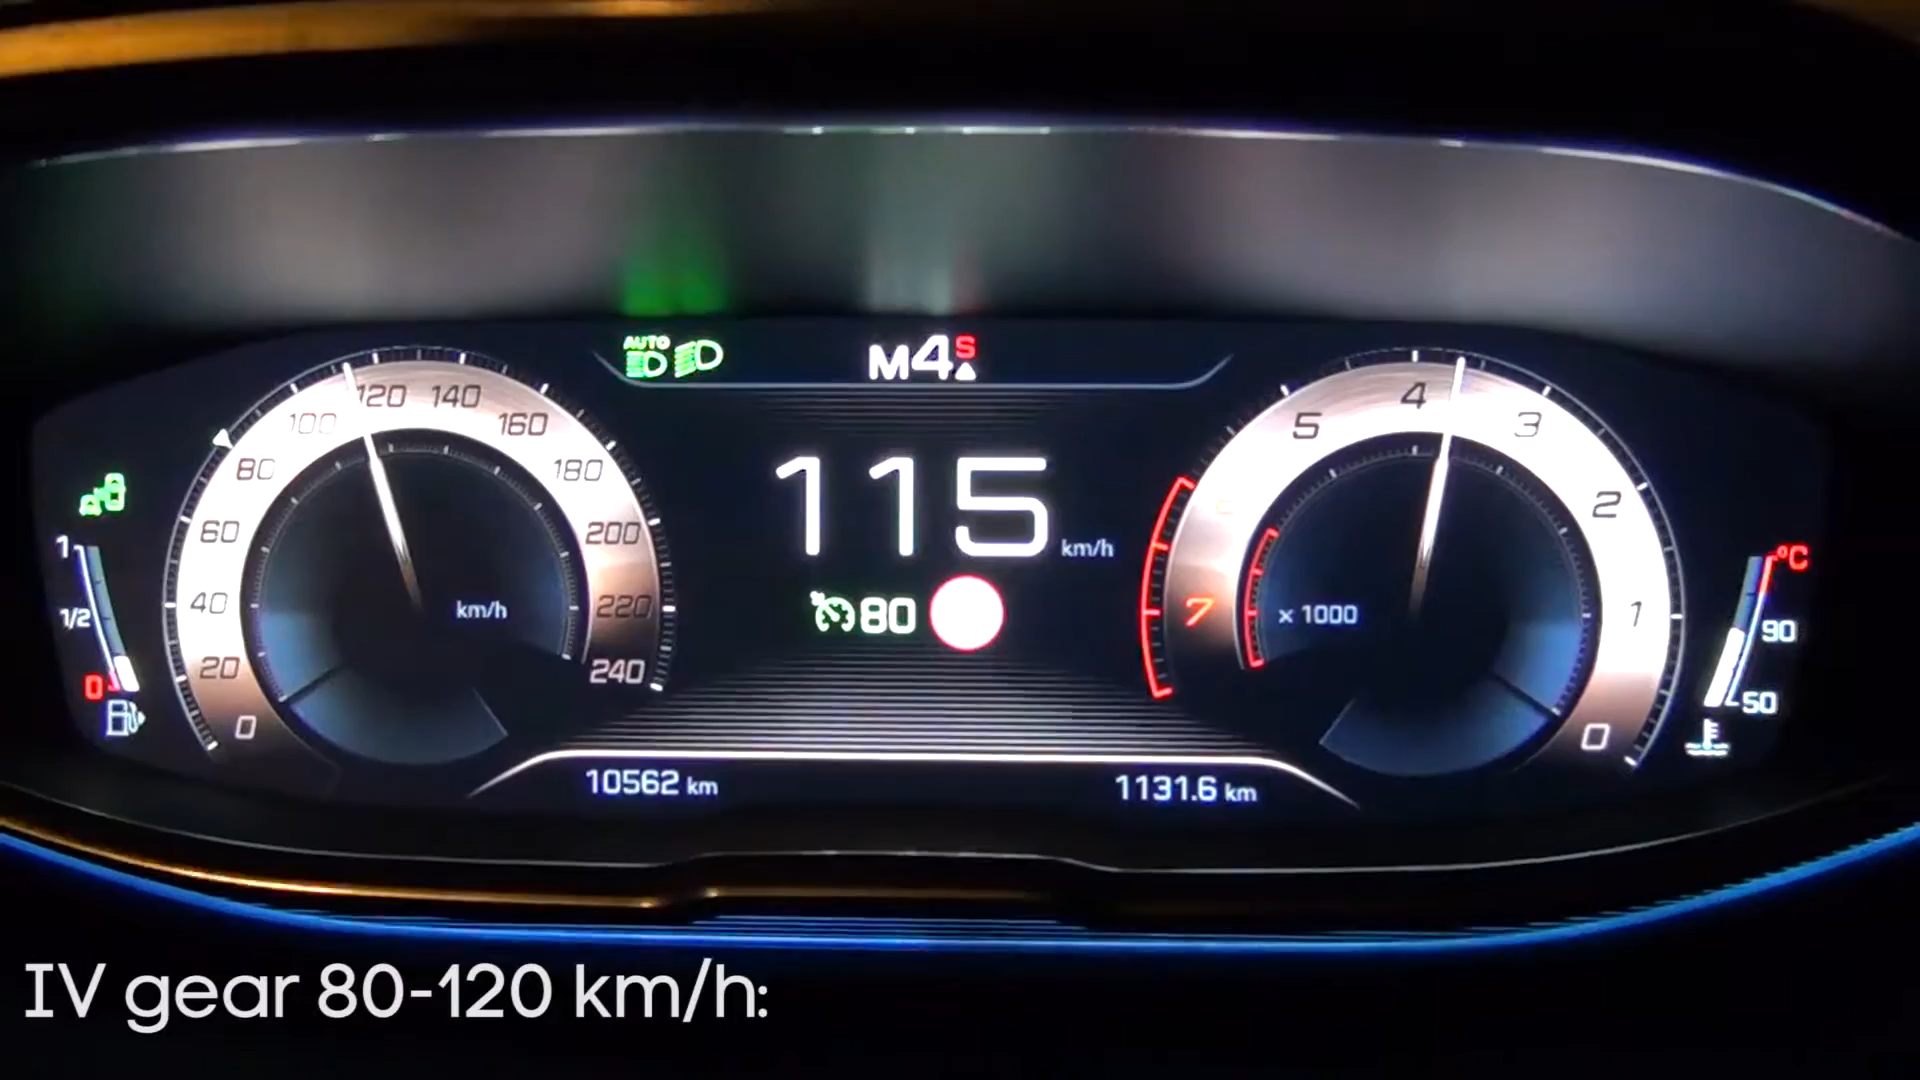 AUTO
M4 S
120 140
100 160
80 180
60 200
40 220
20 240
0
km/h
1
1/2
0
115 km/h
80
4
5 3
2
7 1
0
x 1000
°C
90
50
10562 km
1131.6 km
IV gear 80-120 km/h: